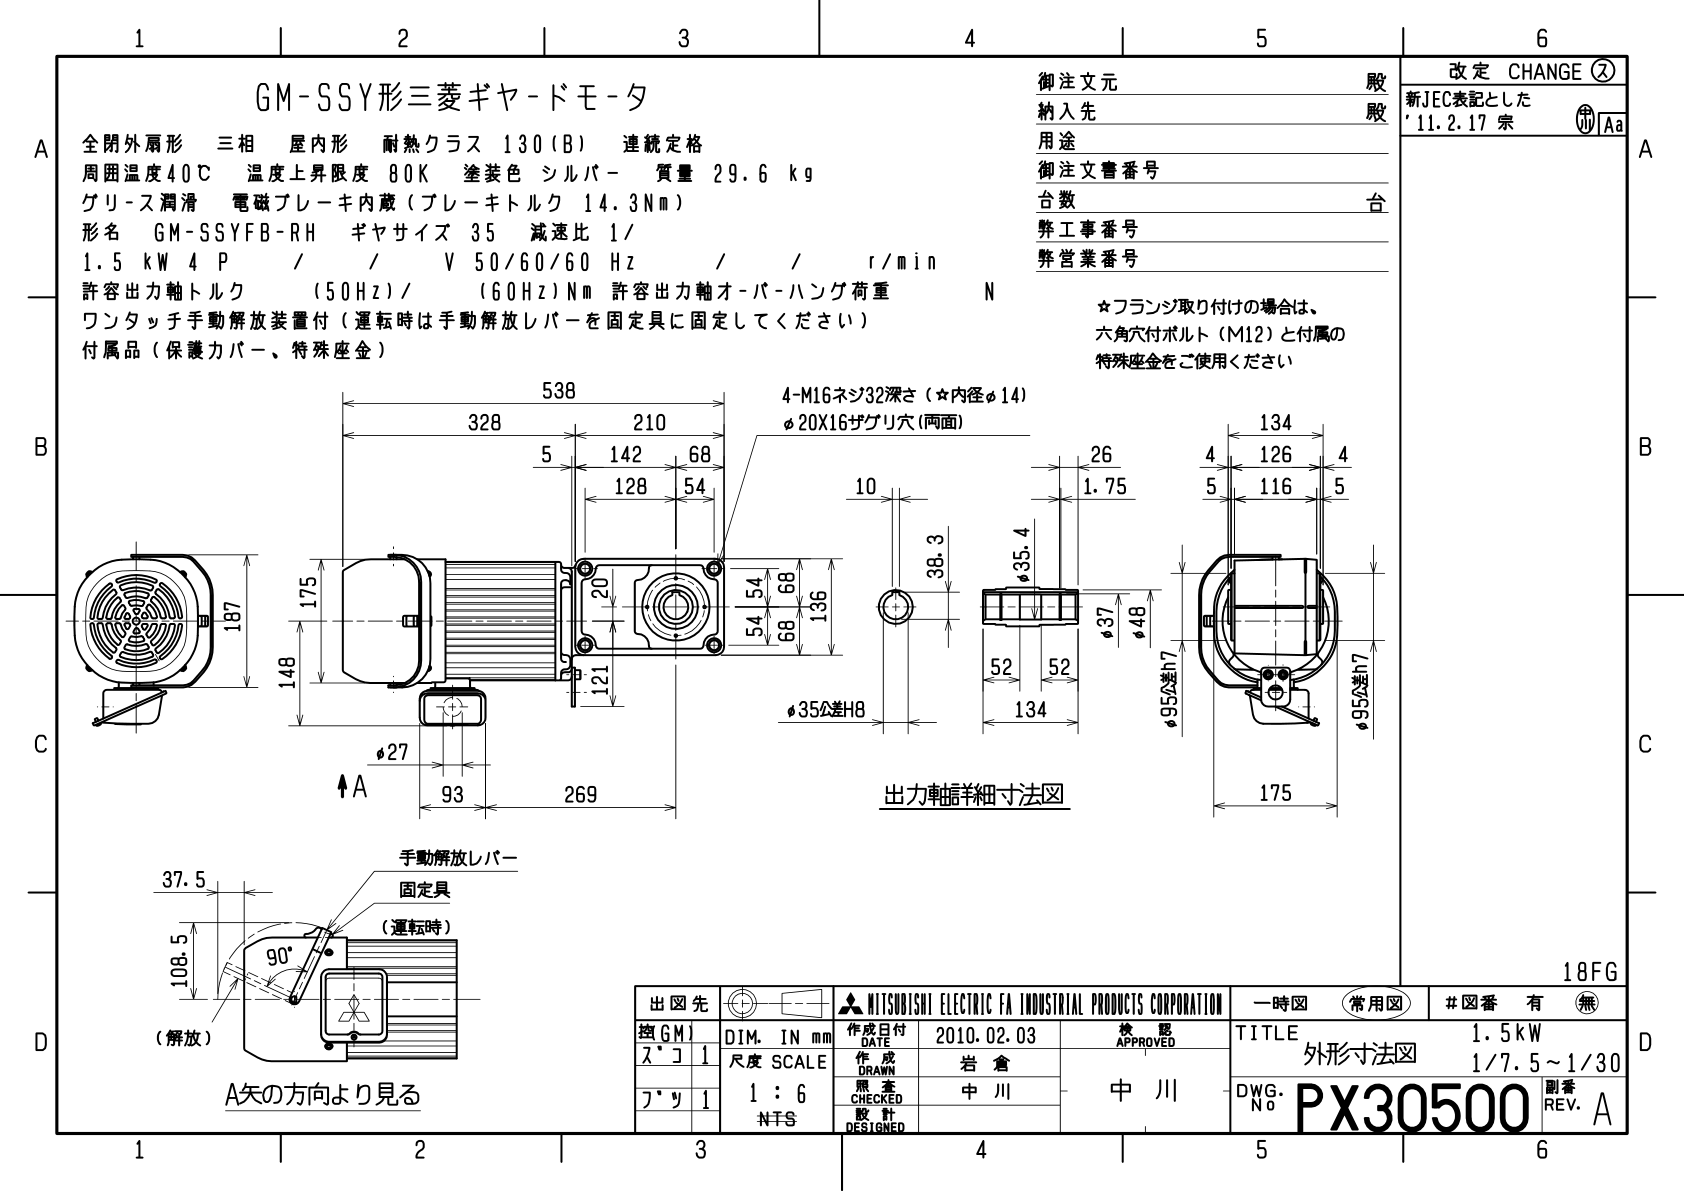 1 2 3 4 5 6
GM-SSY形三菱ギヤードモータ
全閉外扇形 三相 屋内形 耐熱クラス 130(B) 連続定格
周囲温度40℃ 温度上昇限度 80K 塗装色 シルバー 質量 29.6 kg
グリース潤滑 電磁ブレーキ内蔵(ブレーキトルク 14.3Nm)
形名 GM-SSYFB-RH ギヤサイズ 35 減速比 1/
1.5 kW 4 P / / V 50/60/60 Hz / / r/min
許容出力軸トルク (50Hz)/ (60Hz)Nm 許容出力軸オーバーハング荷重 N
ワンタッチ手動解放装置付(運転時は手動解放レバーを固定具に固定してください)
付属品(保護カバー、特殊座金)
御注文元 殿
納入先 殿
用途
御注文書番号
台数 台
弊工事番号
弊営業番号
改定 CHANGE ス
新JEC表記とした
'11.2.17 宗 Aa
☆フランジ取り付けの場合は、
六角穴付ボルト(M12)と付属の
特殊座金をご使用ください
A A
B B
C C
D D
538
328 210
5 142 68
128 54
4-M16ネジ32深さ(☆内径φ14)
φ20X16ザグリ穴(両面)
187
175
148
20
54 68
54 68
136
121
φ27
93 269
A
10
38.3
φ35公差H8
26
1.75
φ35.4
φ37
φ48
52 52
134
出力軸詳細寸法図
134
4 126 4
5 116 5
φ95公差h7
φ95公差h7
175
37.5
108.5
90°
手動解放レバー
固定具
(運転時)
(解放)
A矢の方向より見る
18FG
出図先
控(GM)
ズコ 1
ブツ 1
DIM. IN mm
尺度 SCALE
1 : 6
NTS
MITSUBISHI ELECTRIC FA INDUSTRIAL PRODUCTS CORPORATION
作成日付 DATE 2010.02.03
作成 DRAWN 岩倉
照査 CHECKED 中川
設計 DESIGNED
検認 APPROVED
中川
一時図 常用図 #図番 有 無
TITLE 1.5kW
外形寸法図 1/7.5~1/30
DWG. No PX30500
副番 REV. A
1 2 3 4 5 6